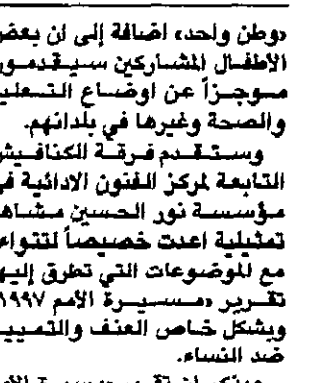 «وطن واحد» اضافة إلى ان بعض
الأطفال المشاركين سيقدمون
موجزاً عن اوضاع التعليم
والصحة وغيرها في بلدانهم.
وستقدم فرقة الكنافيش
التابعة لمركز الفنون الادائية في
مؤسسة نور الحسين مشاهد
تمثيلية اعدت خصيصاً لتتواءم
مع الموضوعات التي تطرق إليها
تقرير «مسيرة الأمم ١٩٩٧
وبشكل خاص العنف والتمييز
ضد النساء.